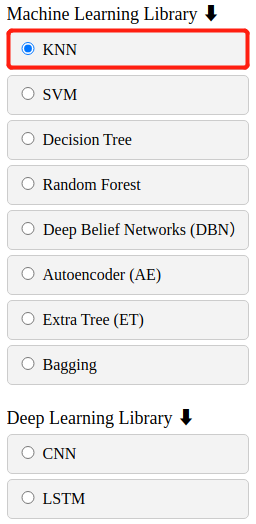 Machine Learning Library ⬇
KNN
SVM
Decision Tree
Random Forest
Deep Belief Networks (DBN）
Autoencoder (AE)
Extra Tree (ET)
Bagging
Deep Learning Library ⬇
CNN
LSTM